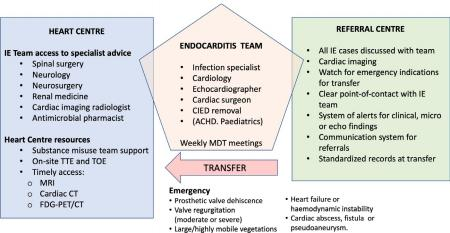 HEART CENTRE
IE Team access to specialist advice
• Spinal surgery
• Neurology
• Neurosurgery
• Renal medicine
• Cardiac imaging radiologist
• Antimicrobial pharmacist
Heart Centre resources
• Substance misuse team support
• On-site TTE and TOE
• Timely access:
o MRI
o Cardiac CT
o FDG-PET/CT
ENDOCARDITIS TEAM
• Infection specialist
• Cardiology
• Echocardiographer
• Cardiac surgeon
• CIED removal
• (ACHD. Paediatrics)
Weekly MDT meetings
REFERRAL CENTRE
• All IE cases discussed with team
• Cardiac imaging
• Watch for emergency indications
for transfer
• Clear point-of-contact with IE
team
• System of alerts for clinical, micro
or echo findings
• Communication system for
referrals
• Standardized records at transfer
TRANSFER
Emergency
• Prosthetic valve dehiscence
• Valve regurgitation
(moderate or severe)
• Large/highly mobile vegetations
• Heart failure or
haemodynamic instability
• Cardiac abscess, fistula or
pseudoaneurysm.